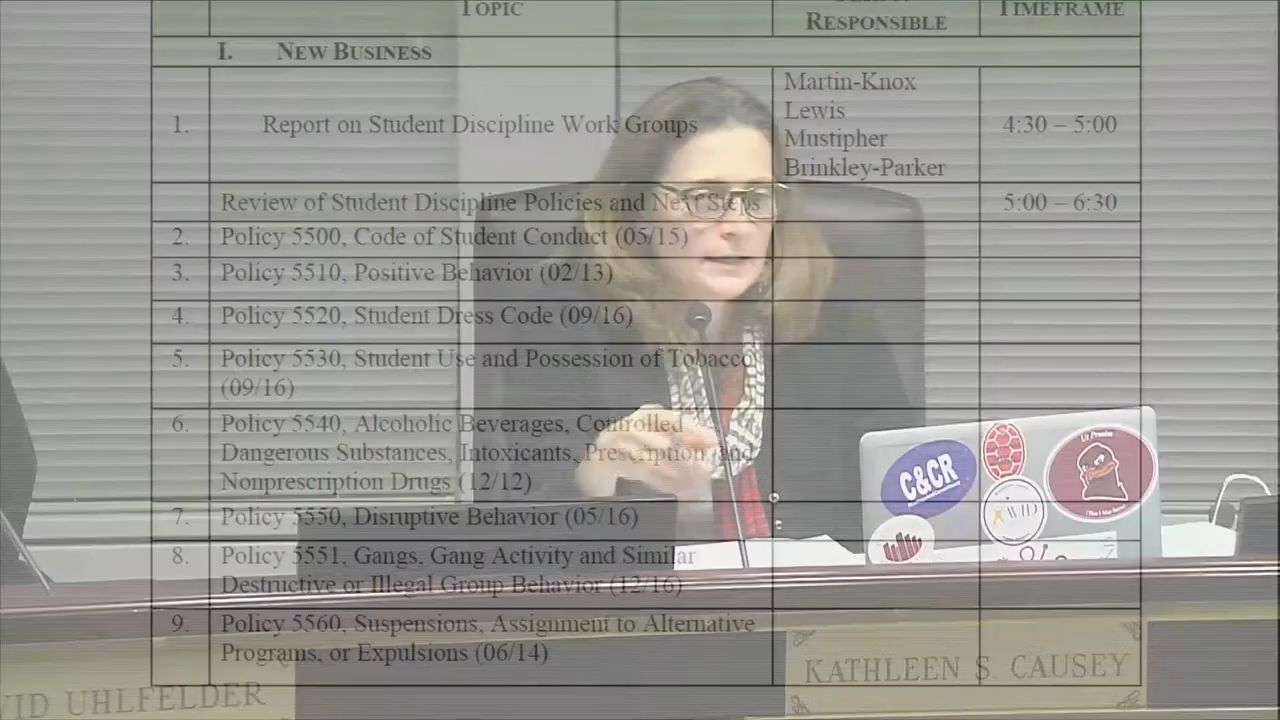 TOPIC
RESPONSIBLE
TIMEFRAME
I. NEW BUSINESS
1. Report on Student Discipline Work Groups
Martin-Knox
Lewis
Mustipher
Brinkley-Parker
4:30 – 5:00
Review of Student Discipline Policies and Next Steps
5:00 – 6:30
2. Policy 5500, Code of Student Conduct (05/15)
3. Policy 5510, Positive Behavior (02/13)
4. Policy 5520, Student Dress Code (09/16)
5. Policy 5530, Student Use and Possession of Tobacco
(09/16)
6. Policy 5540, Alcoholic Beverages, Controlled
Dangerous Substances, Intoxicants, Prescription and
Nonprescription Drugs (12/12)
7. Policy 5550, Disruptive Behavior (05/16)
8. Policy 5551, Gangs, Gang Activity and Similar
Destructive or Illegal Group Behavior (12/16)
9. Policy 5560, Suspensions, Assignment to Alternative
Programs, or Expulsions (06/14)
C&CR
Ut Prosim
WID
VID UHLFELDER
KATHLEEN S. CAUSEY